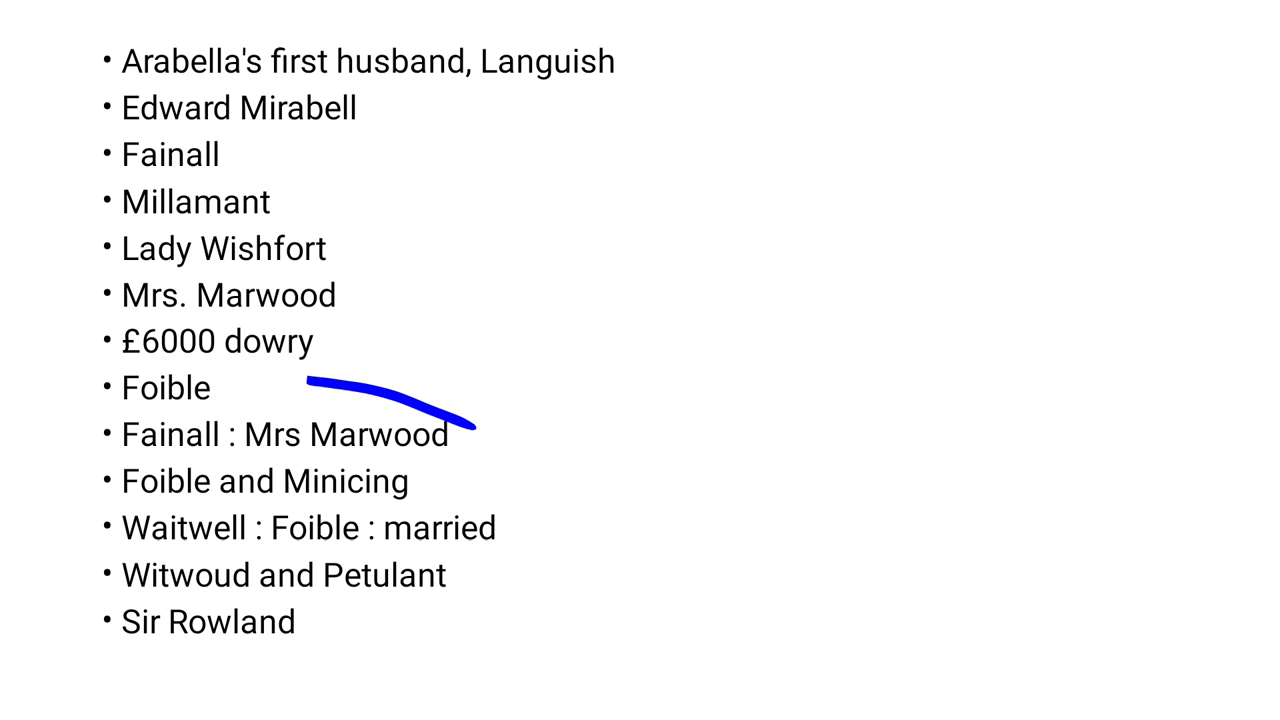 • Arabella's first husband, Languish
• Edward Mirabell
• Fainall
• Millamant
• Lady Wishfort
• Mrs. Marwood
• £6000 dowry
• Foible
• Fainall : Mrs Marwood
• Foible and Minicing
• Waitwell : Foible : married
• Witwoud and Petulant
• Sir Rowland